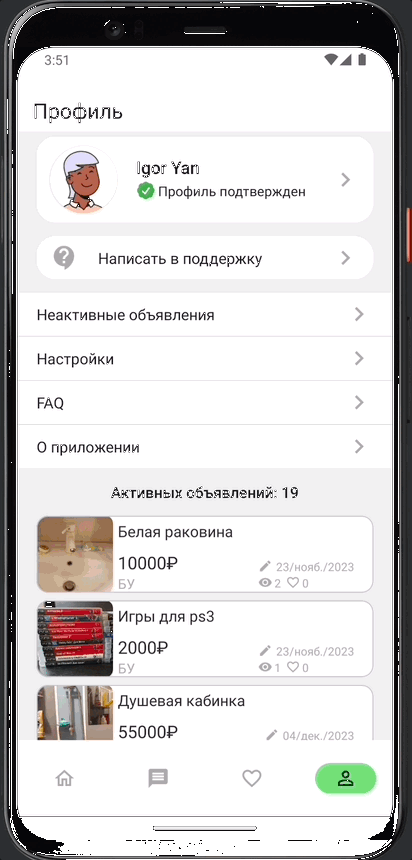 3:51
Профиль
Igor Yan
Профиль подтвержден
Написать в поддержку
Неактивные объявления
Настройки
FAQ
О приложении
Активных объявлений: 19
Белая раковина
10000₽
23/нояб./2023
БУ
2 0
Игры для ps3
2000₽
23/нояб./2023
БУ
1 0
Душевая кабинка
55000₽
04/дек./2023